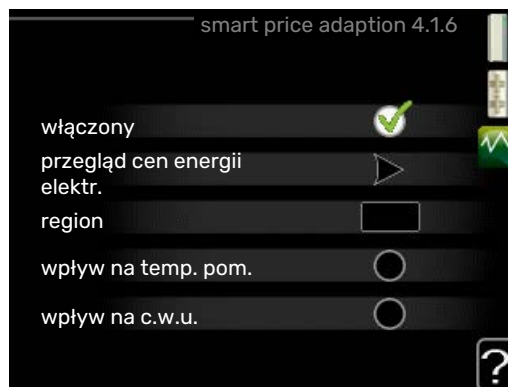 smart price adaption 4.1.6
włączony
przegląd cen energii
elektr.
region
wpływ na temp. pom.
wpływ na c.w.u.
?